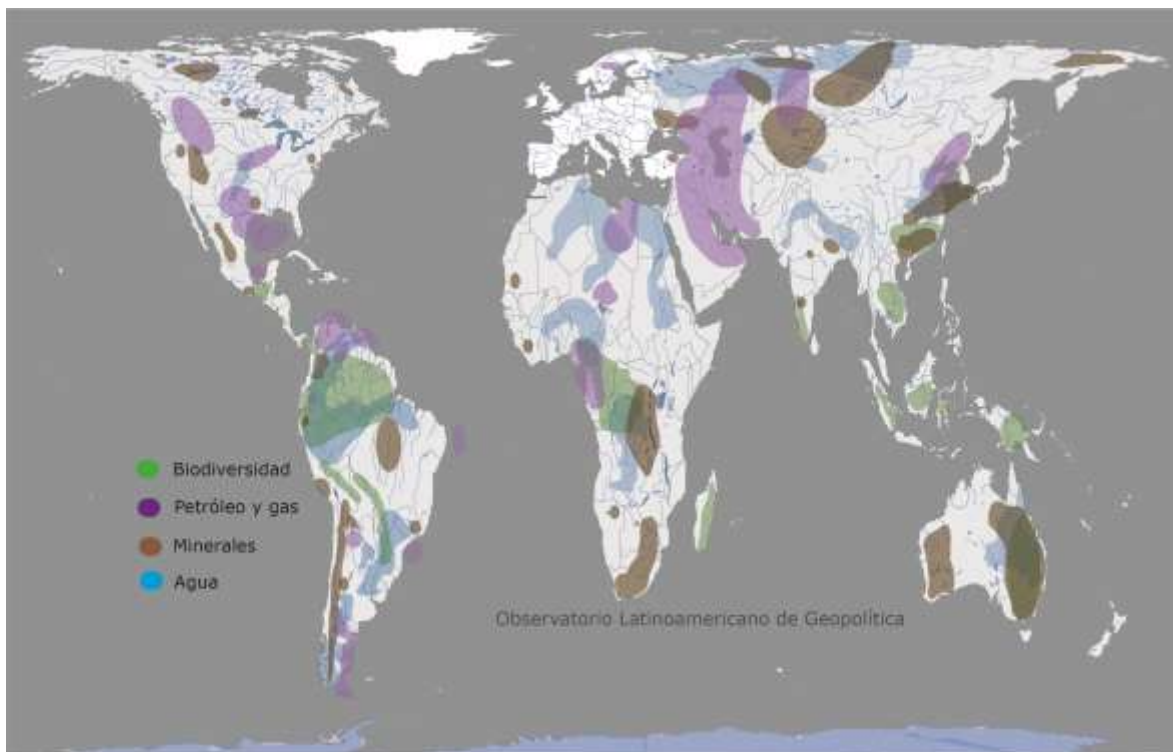 Biodiversidad
Petróleo y gas
Minerales
Agua
Observatorio Latinoamericano de Geopolítica